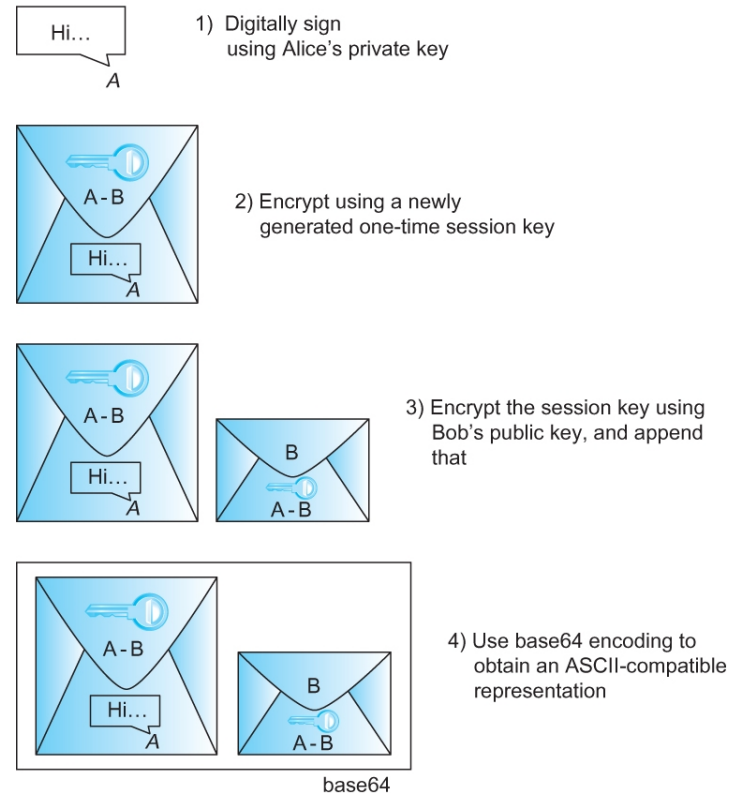 Hi...
A
1) Digitally sign
using Alice's private key
A-B
Hi...
A
2) Encrypt using a newly
generated one-time session key
A-B
Hi...
A
B
A-B
3) Encrypt the session key using
Bob's public key, and append
that
A-B
Hi...
A
B
A-B
4) Use base64 encoding to
obtain an ASCII-compatible
representation
base64